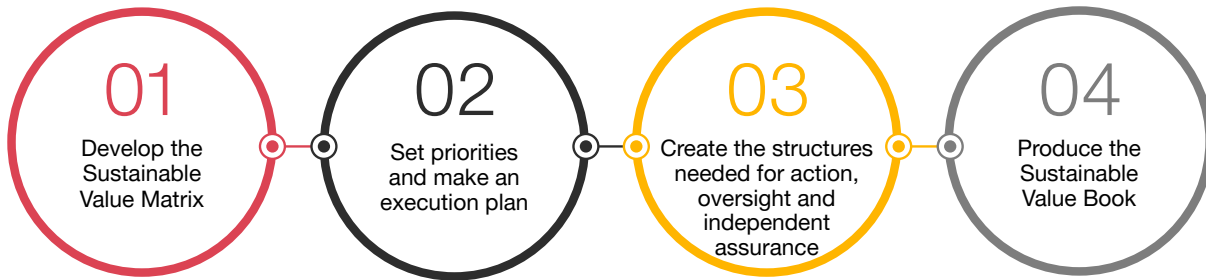 01
Develop the
Sustainable
Value Matrix
02
Set priorities
and make an
execution plan
03
Create the structures
needed for action,
oversight and
independent
assurance
04
Produce the
Sustainable
Value Book